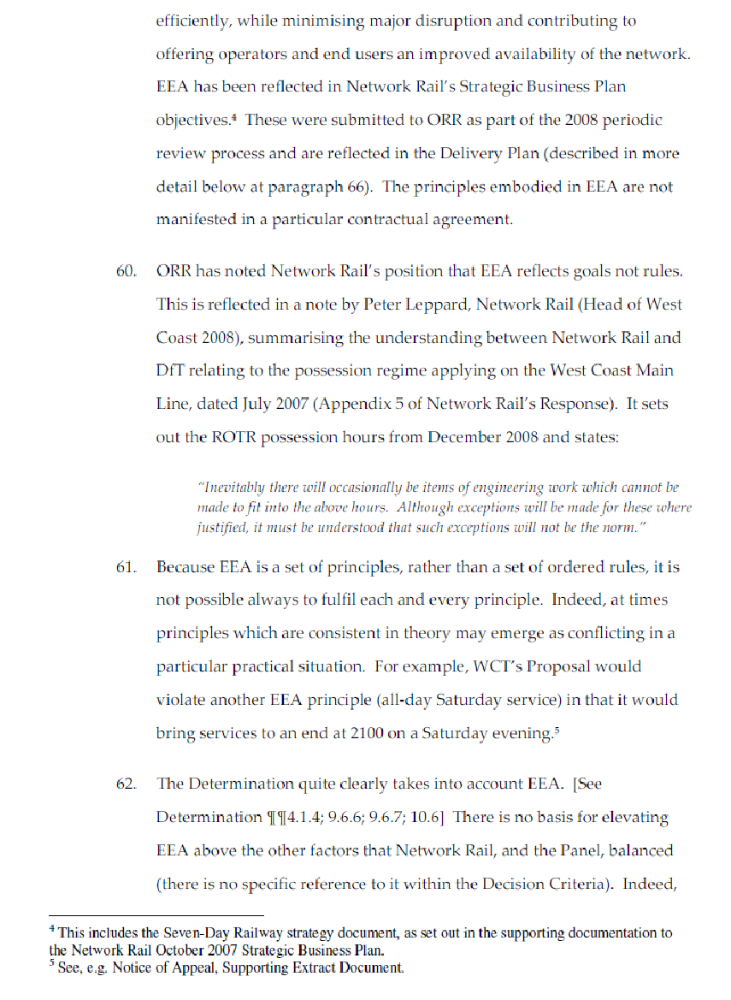 efficiently, while minimising major disruption and contributing to
offering operators and end users an improved availability of the network.
EEA has been reflected in Network Rail's Strategic Business Plan
objectives.⁴  These were submitted to ORR as part of the 2008 periodic
review process and are reflected in the Delivery Plan (described in more
detail below at paragraph 66).  The principles embodied in EEA are not
manifested in a particular contractual agreement.
60. ORR has noted Network Rail's position that EEA reflects goals not rules.
This is reflected in a note by Peter Leppard, Network Rail (Head of West
Coast 2008), summarising the understanding between Network Rail and
DfT relating to the possession regime applying on the West Coast Main
Line, dated July 2007 (Appendix 5 of Network Rail's Response).  It sets
out the ROTR possession hours from December 2008 and states:
"Inevitably there will occasionally be items of engineering work which cannot be
made to fit into the above hours.  Although exceptions will be made for these where
justified, it must be understood that such exceptions will not be the norm."
61. Because EEA is a set of principles, rather than a set of ordered rules, it is
not possible always to fulfil each and every principle.  Indeed, at times
principles which are consistent in theory may emerge as conflicting in a
particular practical situation.  For example, WCT's Proposal would
violate another EEA principle (all-day Saturday service) in that it would
bring services to an end at 2100 on a Saturday evening.⁵
62. The Determination quite clearly takes into account EEA.  [See
Determination ¶¶4.1.4; 9.6.6; 9.6.7; 10.6]  There is no basis for elevating
EEA above the other factors that Network Rail, and the Panel, balanced
(there is no specific reference to it within the Decision Criteria).  Indeed,
⁴ This includes the Seven-Day Railway strategy document, as set out in the supporting documentation to
the Network Rail October 2007 Strategic Business Plan.
⁵ See, e.g. Notice of Appeal, Supporting Extract Document.